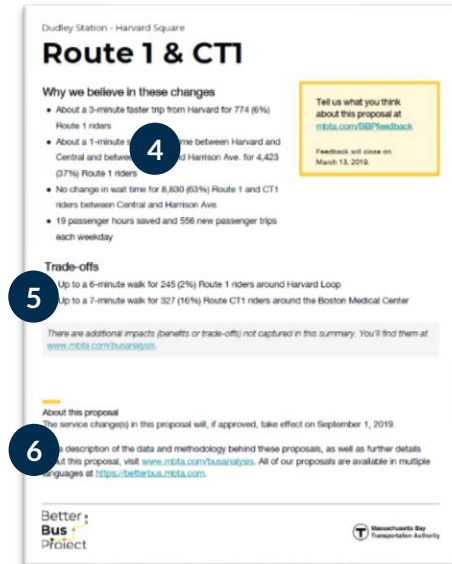 Dudley Station - Harvard Square
Route 1 & CT1
Why we believe in these changes
• About a 3-minute faster trip from Harvard for 774 (6%)
Route 1 riders
• About a 1-minute s me between Harvard and
Central and betwe d Harrison Ave. for 4,423
(37%) Route 1 riders
• No change in wait time for 8,830 (63%) Route 1 and CT1
riders between Central and Harrison Ave.
• 19 passenger hours saved and 556 new passenger trips
each weekday
4
Tell us what you think
about this proposal at
mbta.com/BBPfeedback
Feedback will close on
March 13, 2019.
Trade-offs
Up to a 6-minute walk for 245 (2%) Route 1 riders around Harvard Loop
5
Up to a 7-minute walk for 327 (16%) Route CT1 riders around the Boston Medical Center
There are additional impacts (benefits or trade-offs) not captured in this summary. You'll find them at
www.mbta.com/busanalysis.
About this proposal
The service change(s) in this proposal will, if approved, take effect on September 1, 2019.
6
a description of the data and methodology behind these proposals, as well as further details
out this proposal, visit www.mbta.com/busanalysis. All of our proposals are available in multiple
nguages at https://betterbus.mbta.com.
Better
Bus
Project
T Massachusetts Bay
Transportation Authority